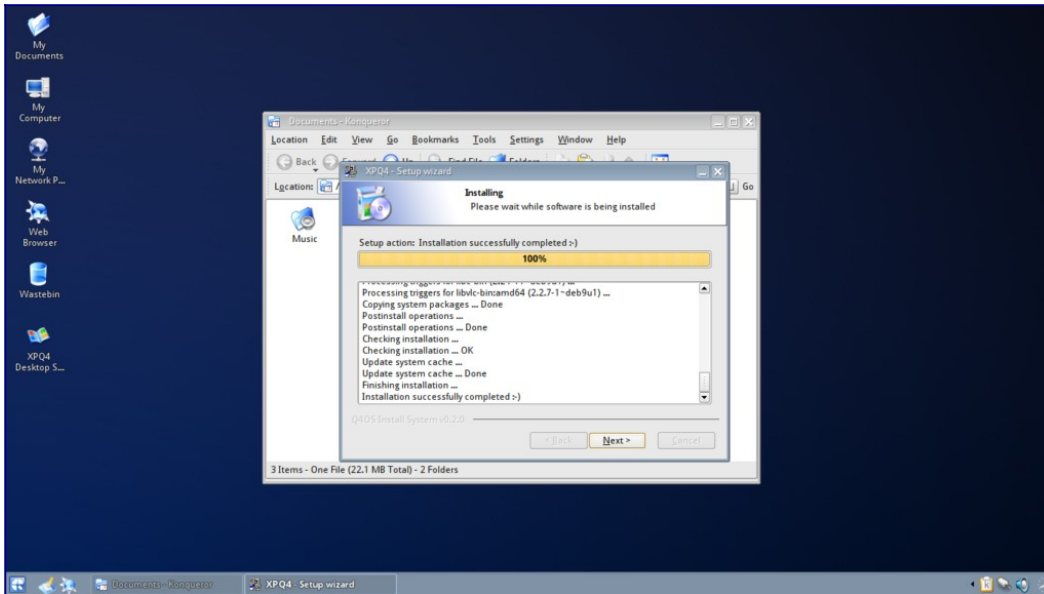 My
Documents
My
Computer
My
Network P...
Web
Browser
Wastebin
XPQ4
Desktop S...
Documents - Konqueror
Location Edit View Go Bookmarks Tools Settings Window Help
Back
Location:
Go
Music
XPQ4 - Setup wizard
Installing
Please wait while software is being installed
Setup action: Installation successfully completed :-)
100%
Processing triggers for libvlc-bin:amd64 (2.2.7-1~deb9u1) ...
Copying system packages ... Done
Postinstall operations ...
Postinstall operations ... Done
Checking installation ...
Checking installation ... OK
Update system cache ...
Update system cache ... Done
Finishing installation ...
Installation successfully completed :-)
Q4OS Install System v0.2.0
< Back Next > Cancel
3 Items - One File (22.1 MB Total) - 2 Folders
Documents - Konqueror
XPQ4 - Setup wizard